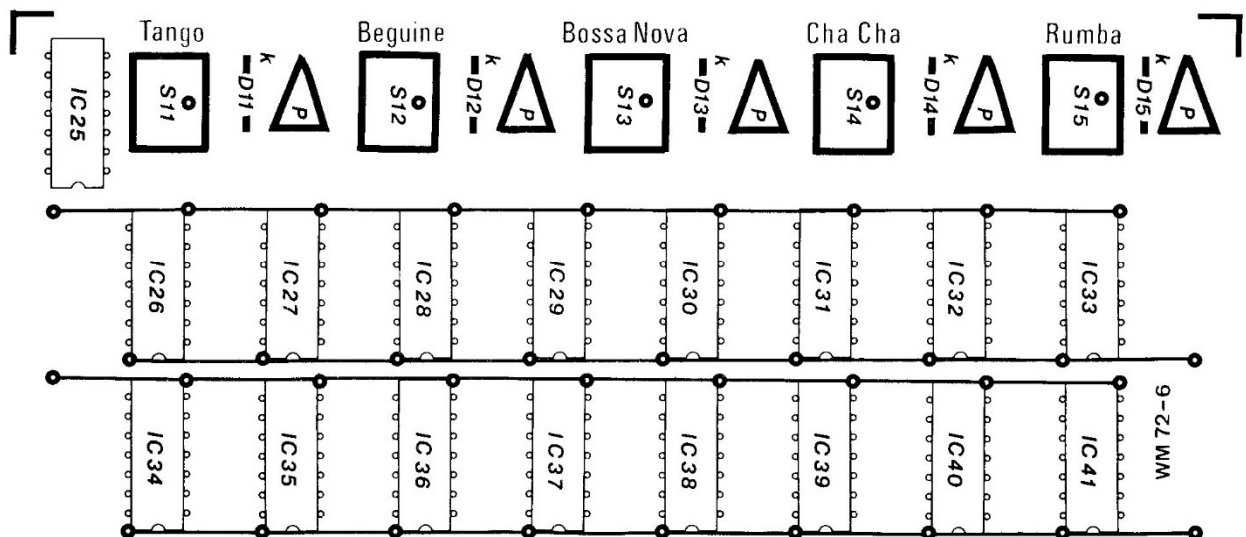 Tango Beguine Bossa Nova Cha Cha Rumba
IC25 S11 D11 k P S12 D12 k P S13 D13 k P S14 D14 k P S15 D15 k P
IC26 IC27 IC28 IC29 IC30 IC31 IC32 IC33
IC34 IC35 IC36 IC37 IC38 IC39 IC40 IC41
WM 72-6